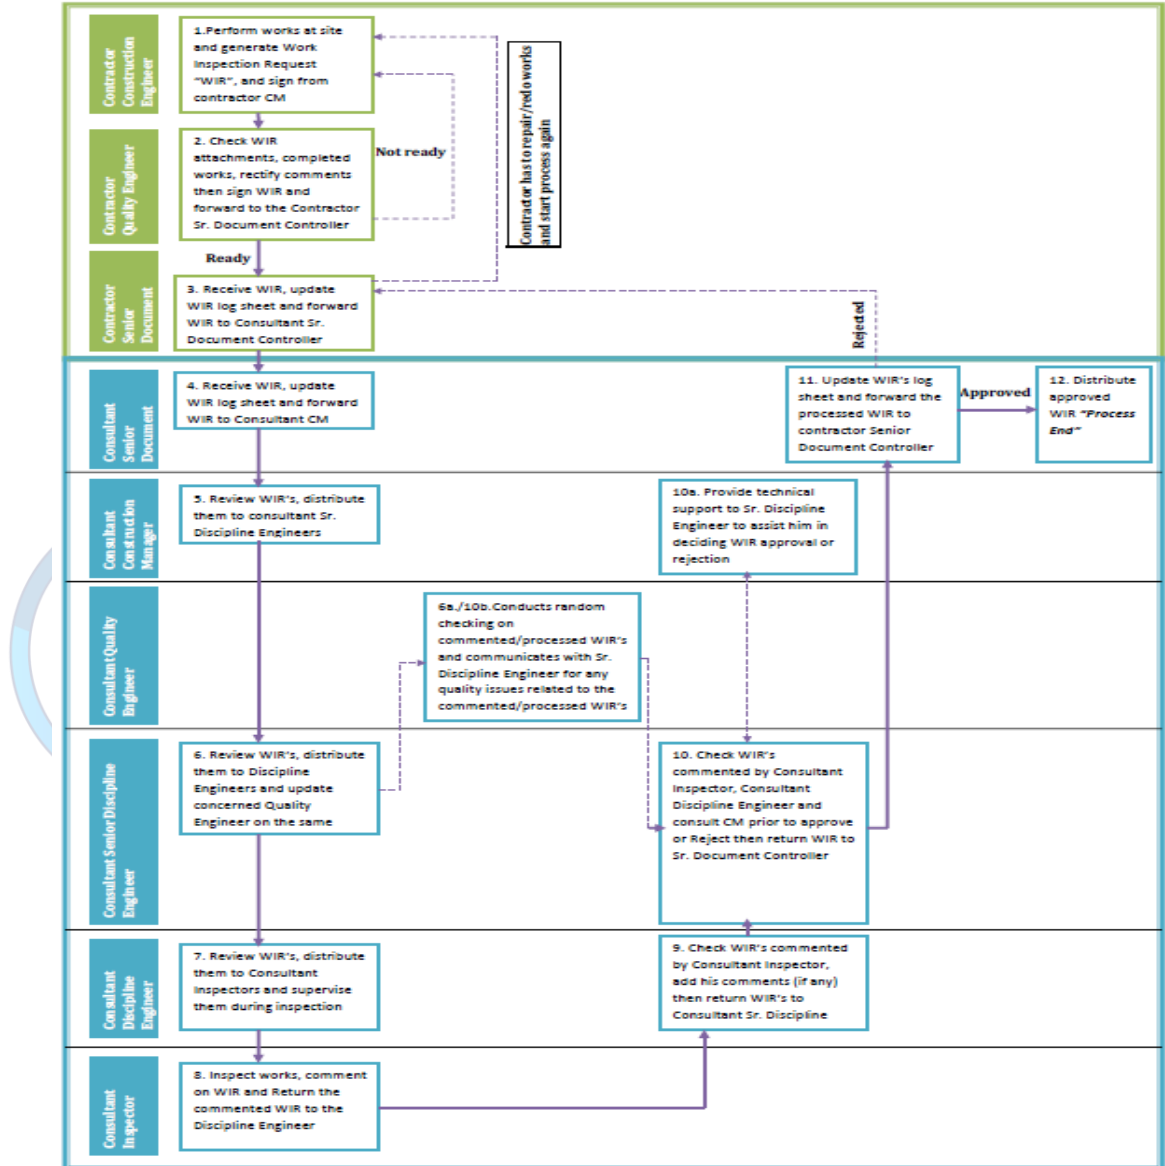 Contractor
Construction
Engineer
1.Perform works at site
and generate Work
Inspection Request
"WIR", and sign from
contractor CM
Contractor has to repair/redo works
and start process again
Contractor
Quality Engineer
2. Check WIR
attachments, completed
works, rectify comments
then sign WIR and
forward to the Contractor
Sr. Document Controller
Not ready
Ready
Contractor
Senior
Document
3. Receive WIR, update
WIR log sheet and forward
WIR to Consultant Sr.
Document Controller
Rejected
Consultant
Senior
Document
4. Receive WIR, update
WIR log sheet and forward
WIR to Consultant CM
11. Update WIR's log
sheet and forward the
processed WIR to
contractor Senior
Document Controller
Approved
12. Distribute
approved
WIR "Process
End"
Consultant
Construction
Manager
5. Review WIR's, distribute
them to consultant Sr.
Discipline Engineers
10a. Provide technical
support to Sr. Discipline
Engineer to assist him in
deciding WIR approval or
rejection
Consultant Quality
Engineer
6a./10b.Conducts random
checking on
commented/processed WIR's
and communicates with Sr.
Discipline Engineer for any
quality issues related to the
commented/processed WIR's
Consultant Senior Discipline
Engineer
6. Review WIR's, distribute
them to Discipline
Engineers and update
concerned Quality
Engineer on the same
10. Check WIR's
commented by Consultant
Inspector, Consultant
Discipline Engineer and
consult CM prior to approve
or Reject then return WIR to
Sr. Document Controller
Consultant
Discipline
Engineer
7. Review WIR's, distribute
them to Consultant
Inspectors and supervise
them during inspection
9. Check WIR's commented
by Consultant Inspector,
add his comments (if any)
then return WIR's to
Consultant Sr. Discipline
Consultant
Inspector
8. Inspect works, comment
on WIR and Return the
commented WIR to the
Discipline Engineer